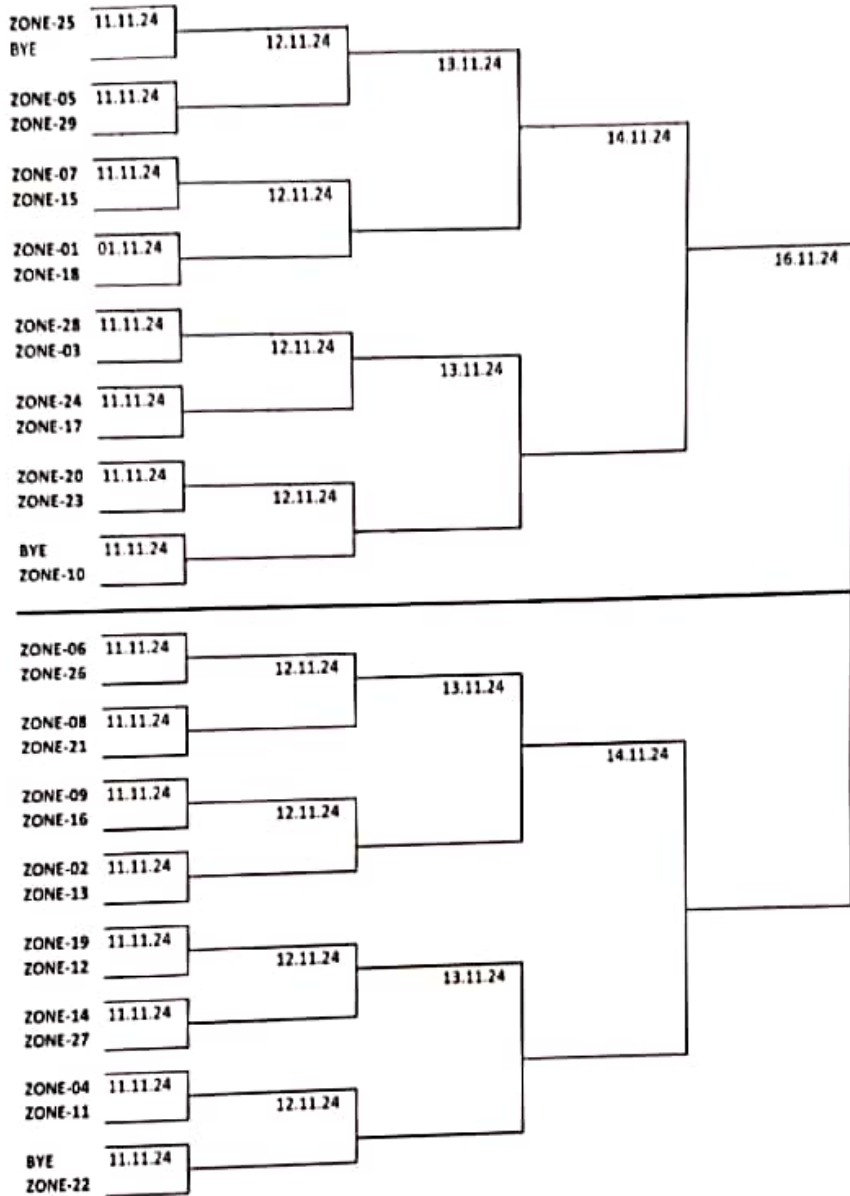 ZONE-25 11.11.24
BYE
12.11.24
13.11.24
ZONE-05 11.11.24
ZONE-29
14.11.24
ZONE-07 11.11.24
ZONE-15
12.11.24
ZONE-01 01.11.24
ZONE-18
16.11.24
ZONE-28 11.11.24
ZONE-03
12.11.24
13.11.24
ZONE-24 11.11.24
ZONE-17
ZONE-20 11.11.24
ZONE-23
12.11.24
BYE 11.11.24
ZONE-10
ZONE-06 11.11.24
ZONE-26
12.11.24
13.11.24
ZONE-08 11.11.24
ZONE-21
14.11.24
ZONE-09 11.11.24
ZONE-16
12.11.24
ZONE-02 11.11.24
ZONE-13
ZONE-19 11.11.24
ZONE-12
12.11.24
13.11.24
ZONE-14 11.11.24
ZONE-27
ZONE-04 11.11.24
ZONE-11
12.11.24
BYE 11.11.24
ZONE-22